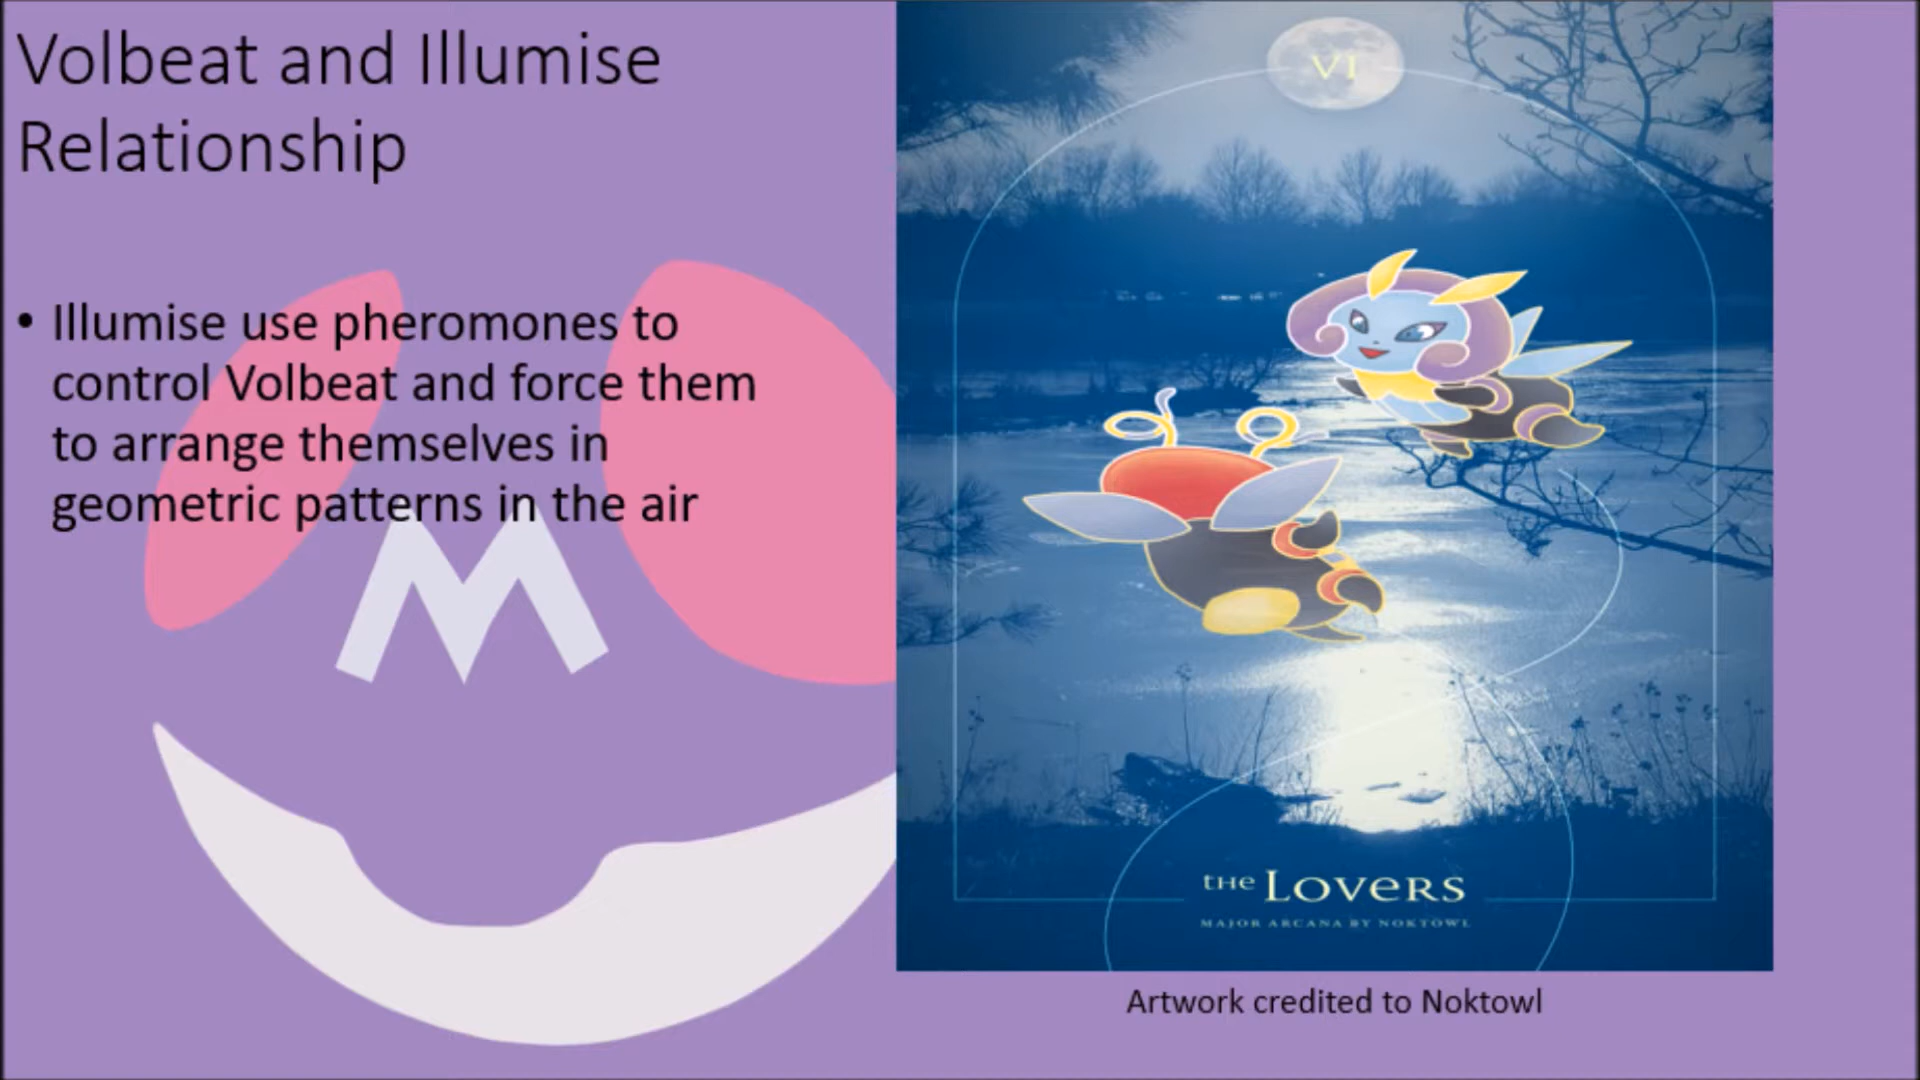 Volbeat and Illumise
Relationship
• Illumise use pheromones to
control Volbeat and force them
to arrange themselves in
geometric patterns in the air
M
VI
THE LOVERS
MAJOR ARCANA BY NOKTOWL
Artwork credited to Noktowl